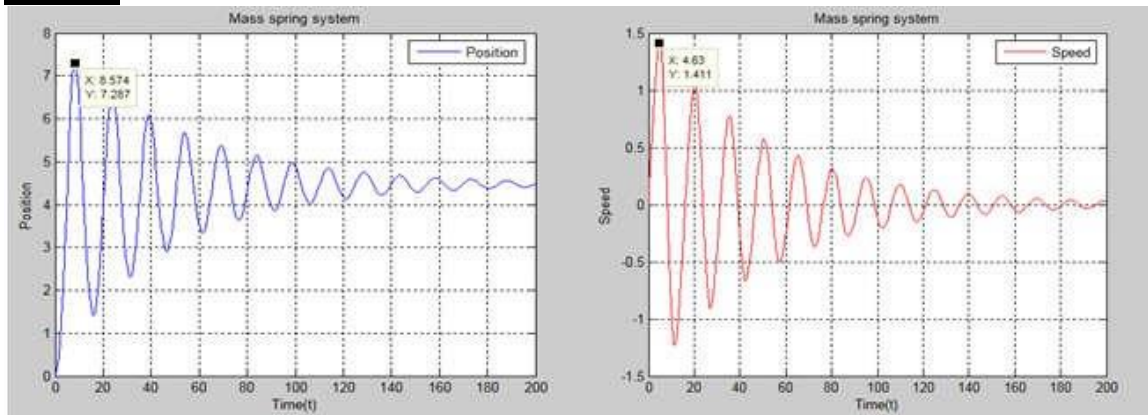 Mass spring system
Position
X: 8.574
Y: 7.287
Position
8
7
6
5
4
3
2
1
0
0 20 40 60 80 100 120 140 160 180 200
Time(t)
Mass spring system
Speed
X: 4.63
Y: 1.411
Speed
1.5
1
0.5
0
-0.5
-1
-1.5
0 20 40 60 80 100 120 140 160 180 200
Time(t)